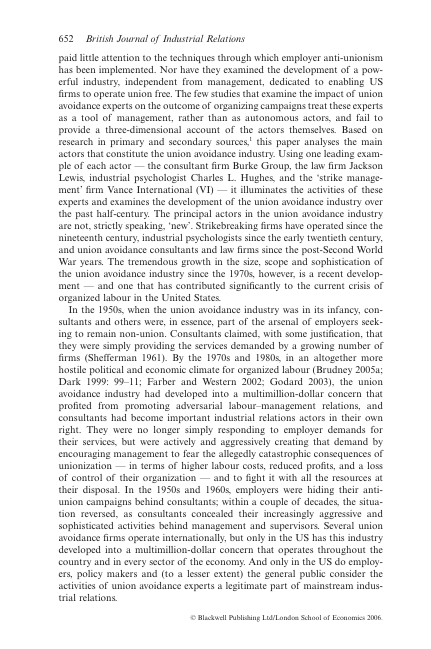 652 British Journal of Industrial Relations
paid little attention to the techniques through which employer anti-unionism
has been implemented. Nor have they examined the development of a pow-
erful industry, independent from management, dedicated to enabling US
firms to operate union free. The few studies that examine the impact of union
avoidance experts on the outcome of organizing campaigns treat these experts
as a tool of management, rather than as autonomous actors, and fail to
provide a three-dimensional account of the actors themselves. Based on
research in primary and secondary sources,¹ this paper analyses the main
actors that constitute the union avoidance industry. Using one leading exam-
ple of each actor — the consultant firm Burke Group, the law firm Jackson
Lewis, industrial psychologist Charles L. Hughes, and the ‘strike manage-
ment’ firm Vance International (VI) — it illuminates the activities of these
experts and examines the development of the union avoidance industry over
the past half-century. The principal actors in the union avoidance industry
are not, strictly speaking, ‘new’. Strikebreaking firms have operated since the
nineteenth century, industrial psychologists since the early twentieth century,
and union avoidance consultants and law firms since the post-Second World
War years. The tremendous growth in the size, scope and sophistication of
the union avoidance industry since the 1970s, however, is a recent develop-
ment — and one that has contributed significantly to the current crisis of
organized labour in the United States.
In the 1950s, when the union avoidance industry was in its infancy, con-
sultants and others were, in essence, part of the arsenal of employers seek-
ing to remain non-union. Consultants claimed, with some justification, that
they were simply providing the services demanded by a growing number of
firms (Shefferman 1961). By the 1970s and 1980s, in an altogether more
hostile political and economic climate for organized labour (Brudney 2005a;
Dark 1999: 99–11; Farber and Western 2002; Godard 2003), the union
avoidance industry had developed into a multimillion-dollar concern that
profited from promoting adversarial labour–management relations, and
consultants had become important industrial relations actors in their own
right. They were no longer simply responding to employer demands for
their services, but were actively and aggressively creating that demand by
encouraging management to fear the allegedly catastrophic consequences of
unionization — in terms of higher labour costs, reduced profits, and a loss
of control of their organization — and to fight it with all the resources at
their disposal. In the 1950s and 1960s, employers were hiding their anti-
union campaigns behind consultants; within a couple of decades, the situa-
tion reversed, as consultants concealed their increasingly aggressive and
sophisticated activities behind management and supervisors. Several union
avoidance firms operate internationally, but only in the US has this industry
developed into a multimillion-dollar concern that operates throughout the
country and in every sector of the economy. And only in the US do employ-
ers, policy makers and (to a lesser extent) the general public consider the
activities of union avoidance experts a legitimate part of mainstream indus-
trial relations.
© Blackwell Publishing Ltd/London School of Economics 2006.